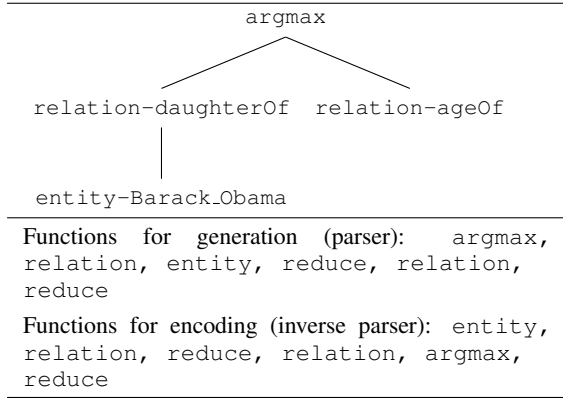 argmax
relation-daughterOf relation-ageOf
entity-Barack_Obama
Functions for generation (parser): argmax,
relation, entity, reduce, relation,
reduce
Functions for encoding (inverse parser): entity,
relation, reduce, relation, argmax,
reduce